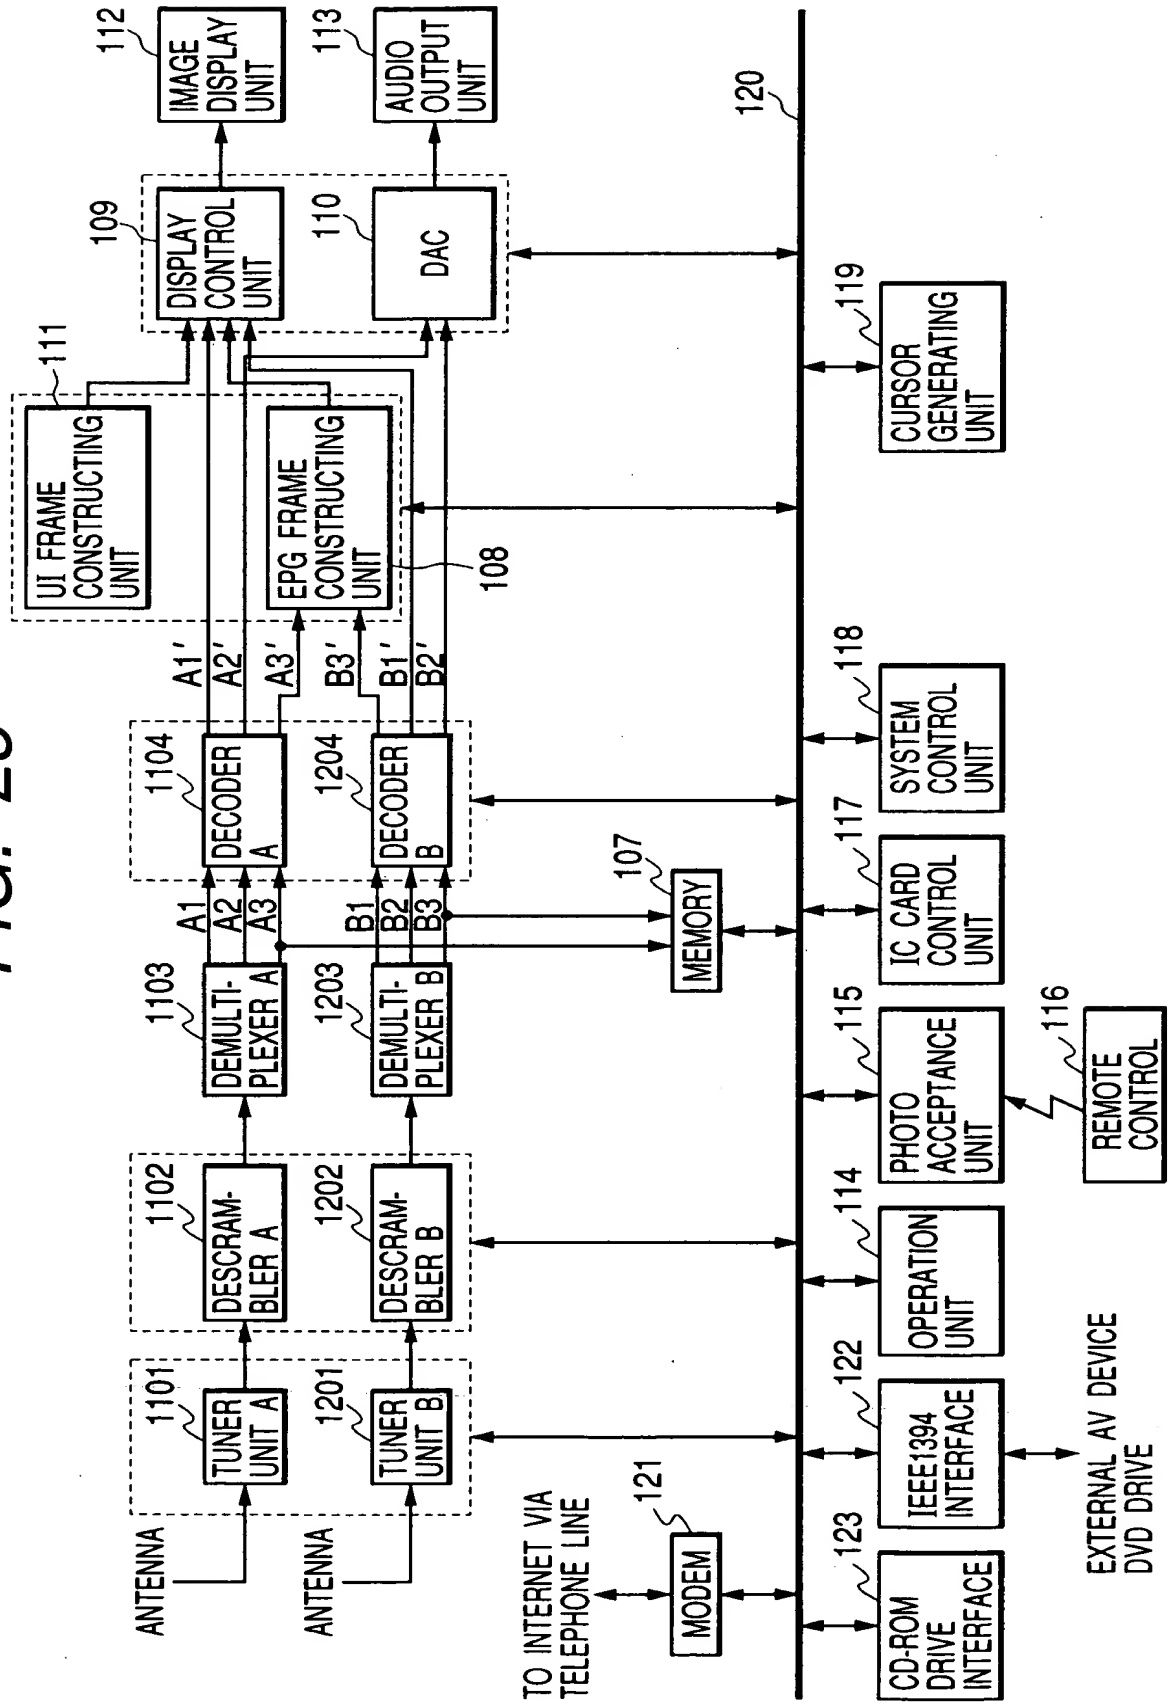 ANTENNA
ANTENNA
1101
TUNER
UNIT A
1201
TUNER
UNIT B
1102
DESCRAM-
BLER A
1202
DESCRAM-
BLER B
1103
DEMULTI-
PLEXER A
1203
DEMULTI-
PLEXER B
A1
A2
A3
B1
B2
B3
1104
DECODER
A
1204
DECODER
B
A1'
A2'
A3'
B3'
B1'
B2'
111
UI FRAME
CONSTRUCTING
UNIT
EPG FRAME
CONSTRUCTING
UNIT
108
109
DISPLAY
CONTROL
UNIT
110
DAC
112
IMAGE
DISPLAY
UNIT
113
AUDIO
OUTPUT
UNIT
TO INTERNET VIA
TELEPHONE LINE
121
MODEM
107
MEMORY
120
123
CD-ROM
DRIVE
INTERFACE
122
IEEE1394
INTERFACE
EXTERNAL AV DEVICE
DVD DRIVE
114
OPERATION
UNIT
115
PHOTO
ACCEPTANCE
UNIT
116
REMOTE
CONTROL
117
IC CARD
CONTROL
UNIT
118
SYSTEM
CONTROL
UNIT
119
CURSOR
GENERATING
UNIT